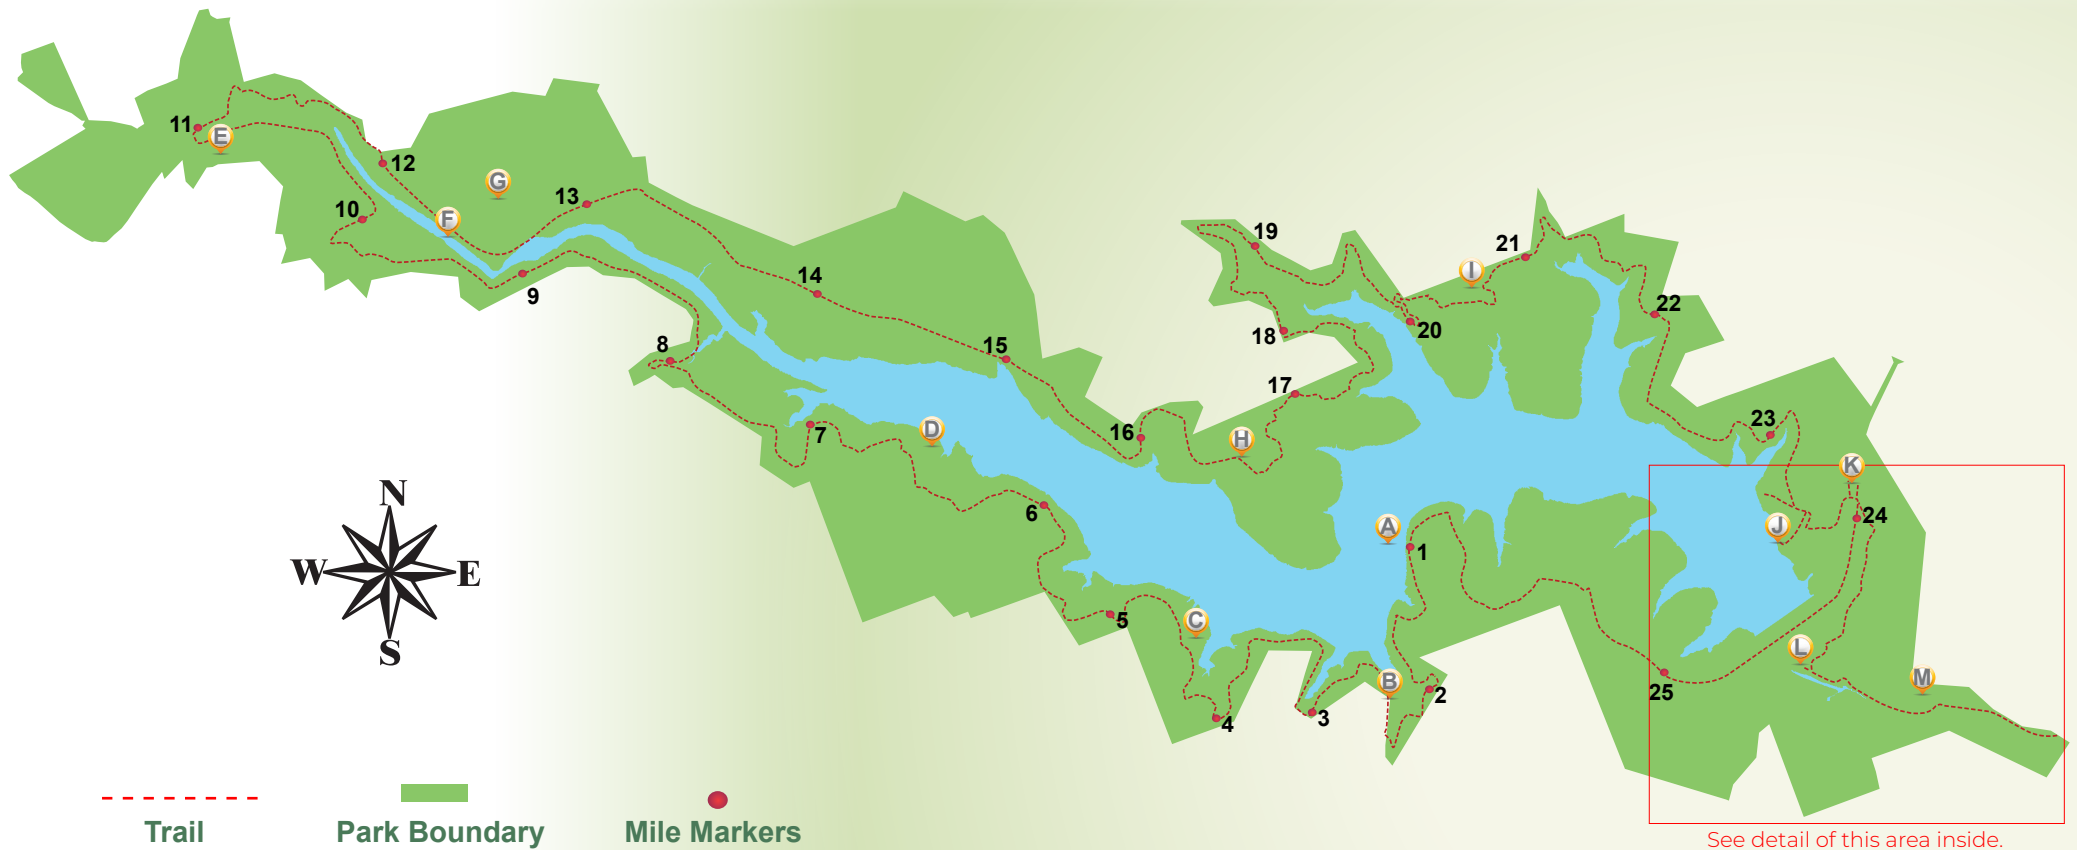 11
E
12
G
13
10
F
9
14
8
15
7
D
16
6
5
C
4
3
B
2
A
1
H
17
18
19
20
I
21
22
23
K
24
J
L
M
25
N
W
E
S
Trail
Park Boundary
Mile Markers
See detail of this area inside.